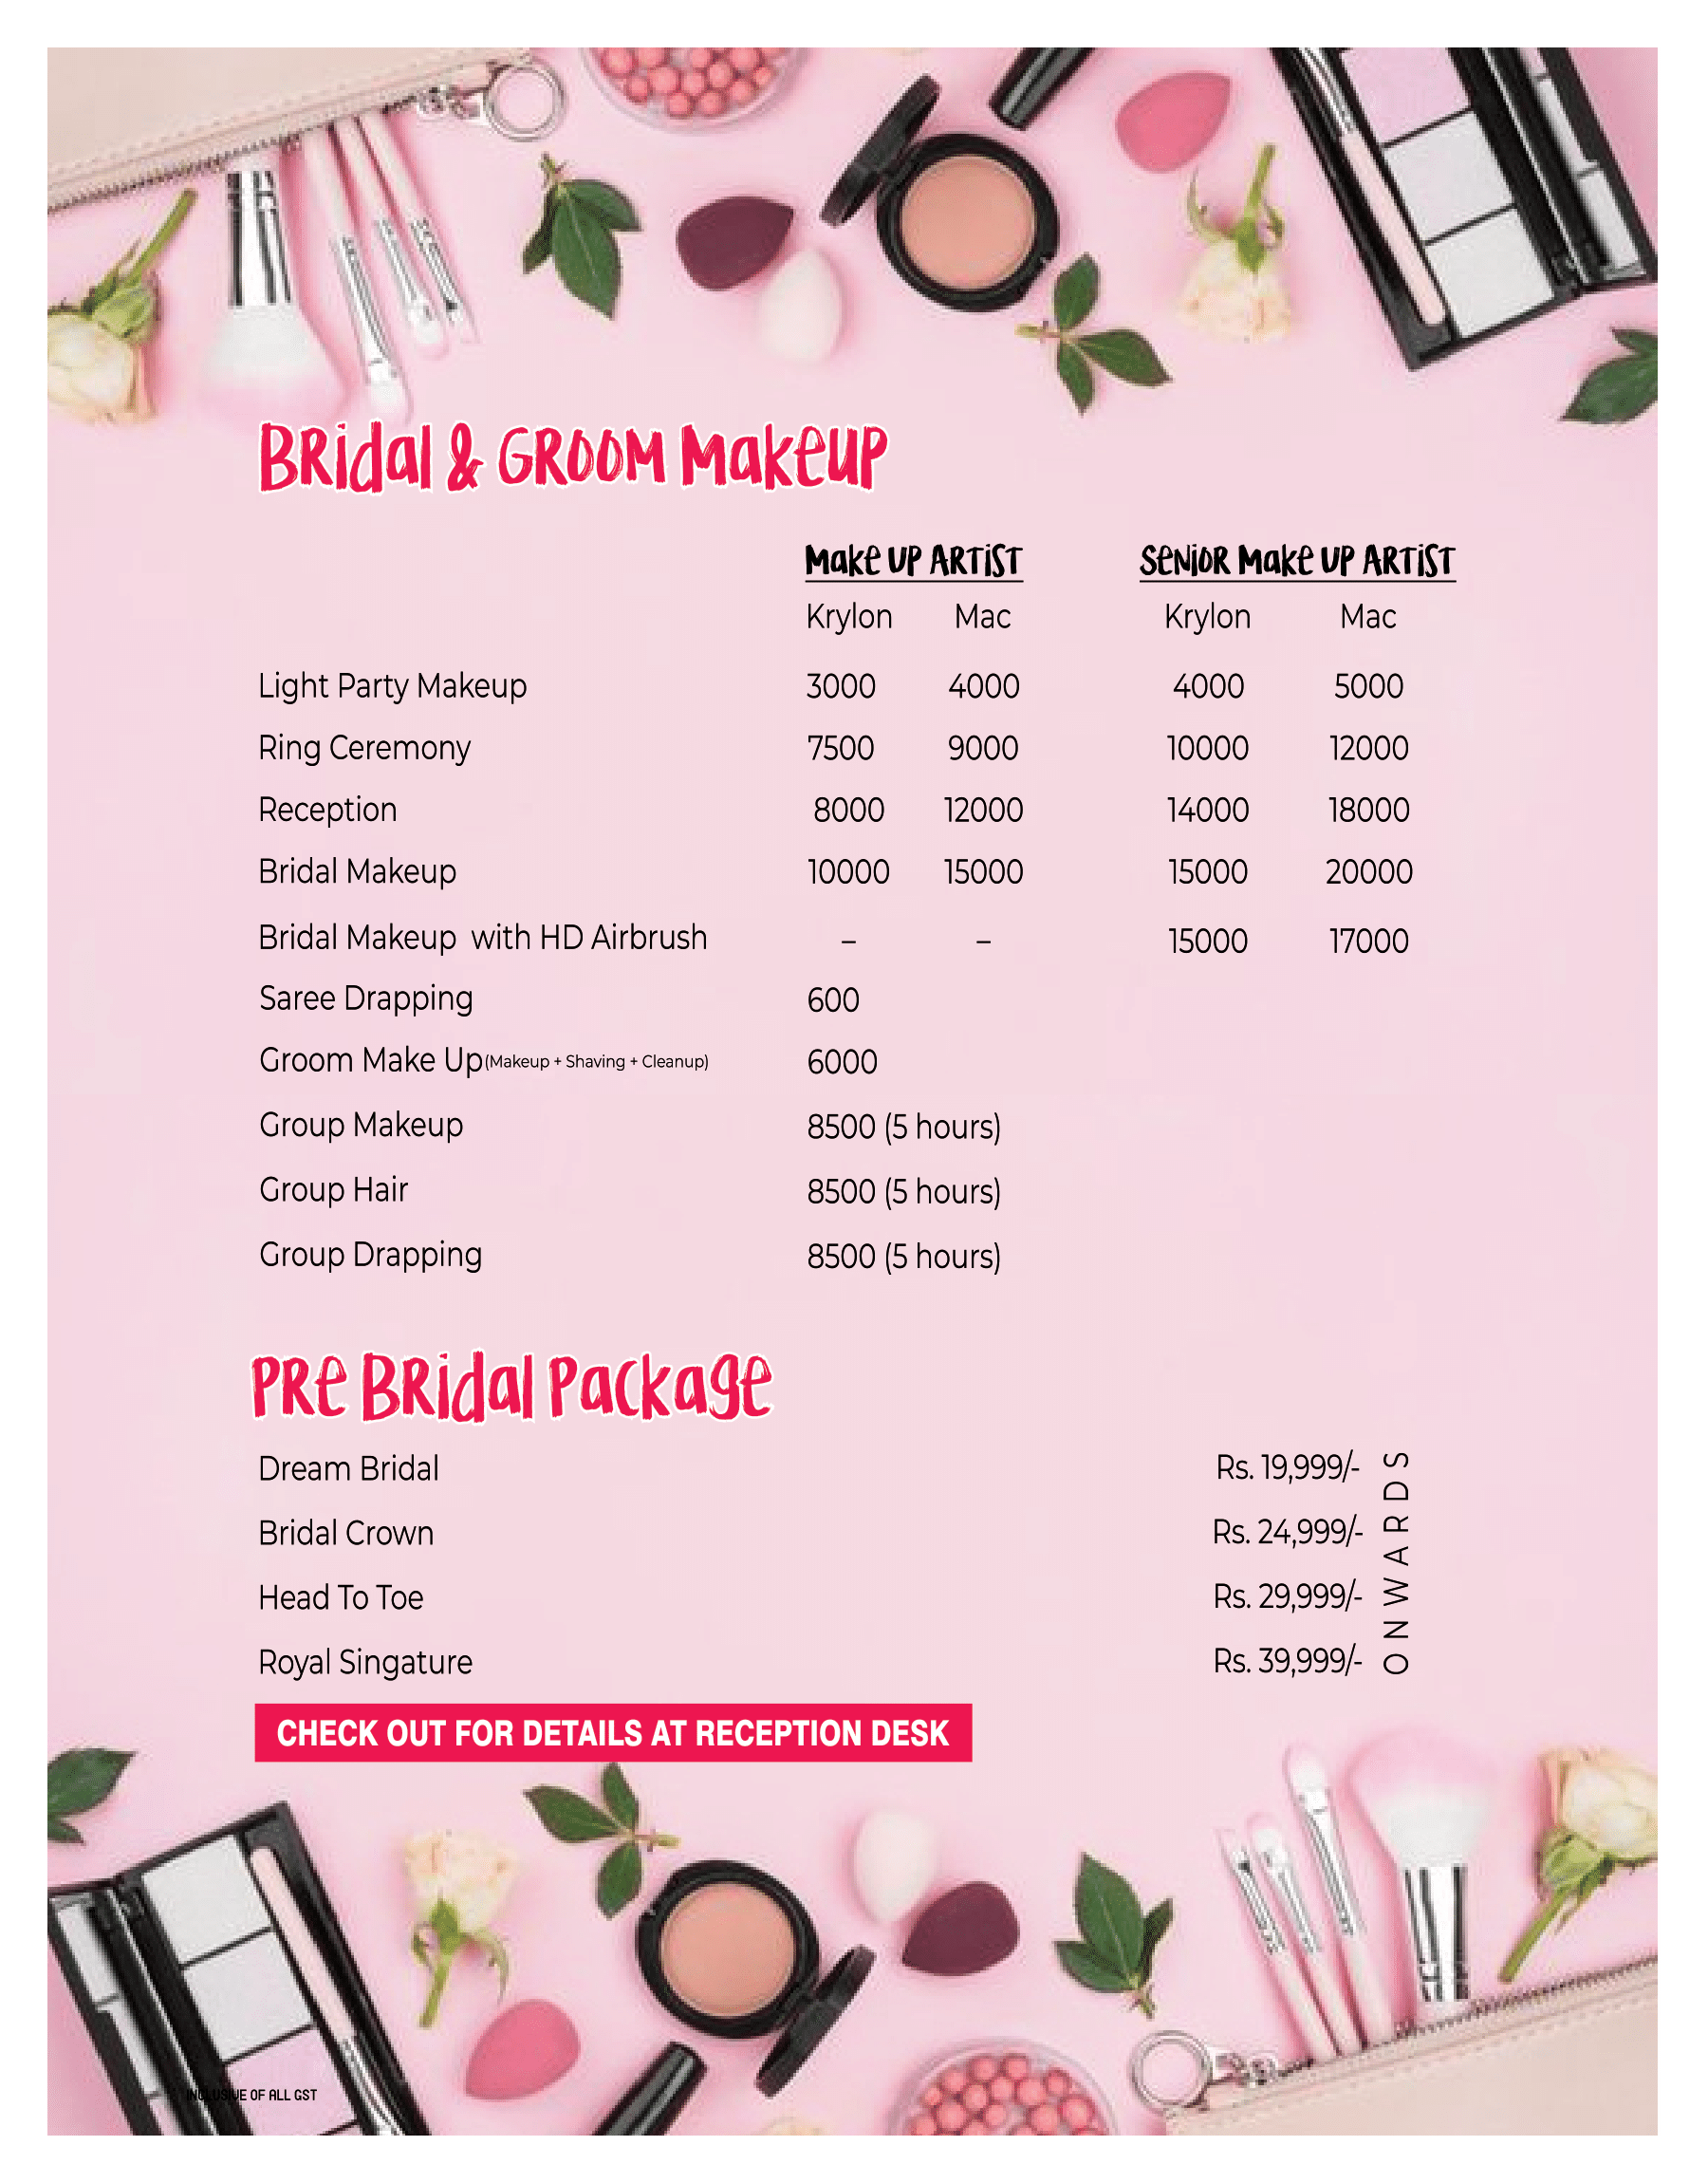 BRidal & GROOM MakeUP
Make UP ARTIST SENIOR Make UP ARTIST
Krylon Mac Krylon Mac
Light Party Makeup 3000 4000 4000 5000
Ring Ceremony 7500 9000 10000 12000
Reception 8000 12000 14000 18000
Bridal Makeup 10000 15000 15000 20000
Bridal Makeup with HD Airbrush – – 15000 17000
Saree Drapping 600
Groom Make Up(Makeup + Shaving + Cleanup) 6000
Group Makeup 8500 (5 hours)
Group Hair 8500 (5 hours)
Group Drapping 8500 (5 hours)
PRe BRidal Package
Dream Bridal Rs. 19,999/-
Bridal Crown Rs. 24,999/-
Head To Toe Rs. 29,999/-
Royal Singature Rs. 39,999/-
ONWARDS
CHECK OUT FOR DETAILS AT RECEPTION DESK
INCLUSIVE OF ALL GST